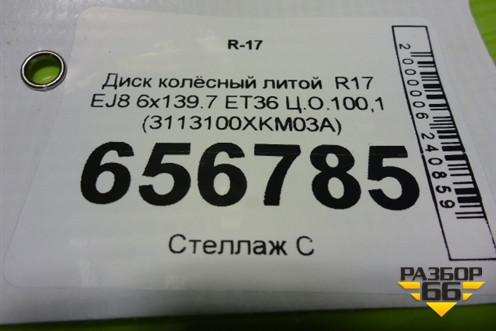 R-17
Диск колёсный литой R17
EJ8 6x139.7 ET36 Ц.О.100,1
(3113100XKM03A)
656785
Стеллаж С
2000006240859
РАЗБОР
66